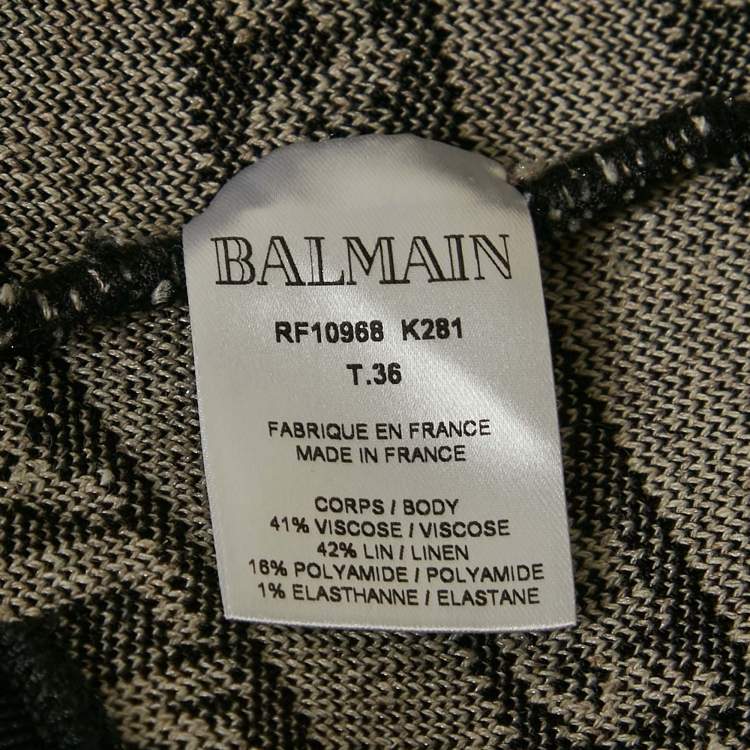 BALMAIN
RF10968 K281
T.36
FABRIQUE EN FRANCE
MADE IN FRANCE
CORPS / BODY
41% VISCOSE / VISCOSE
42% LIN / LINEN
16% POLYAMIDE / POLYAMIDE
1% ELASTHANNE / ELASTANE